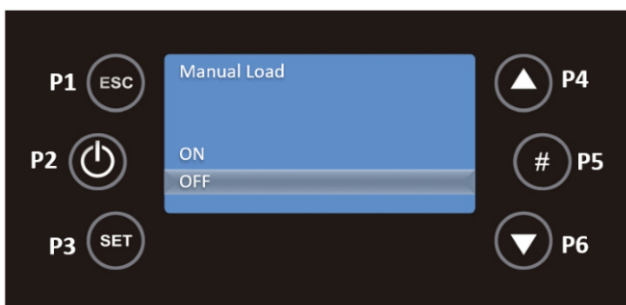 Manual Load
P1 ESC
P4
P2
ON
# P5
OFF
P3 SET
P6